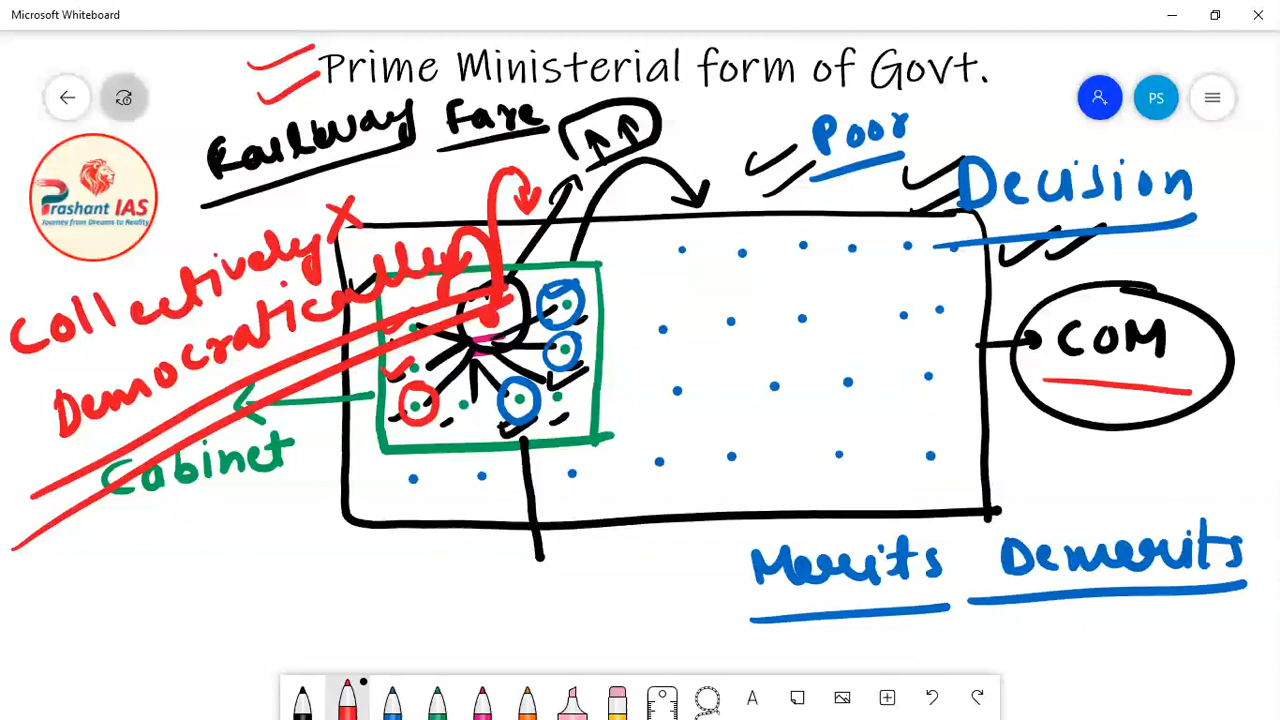 Microsoft Whiteboard
Prime Ministerial form of Govt.
PS
Railway Fare
Poor
Decision
Prashant IAS
Journey from Dreams to Reality
Collectively
Democratically
COM
Cabinet
Merits Demerits
A